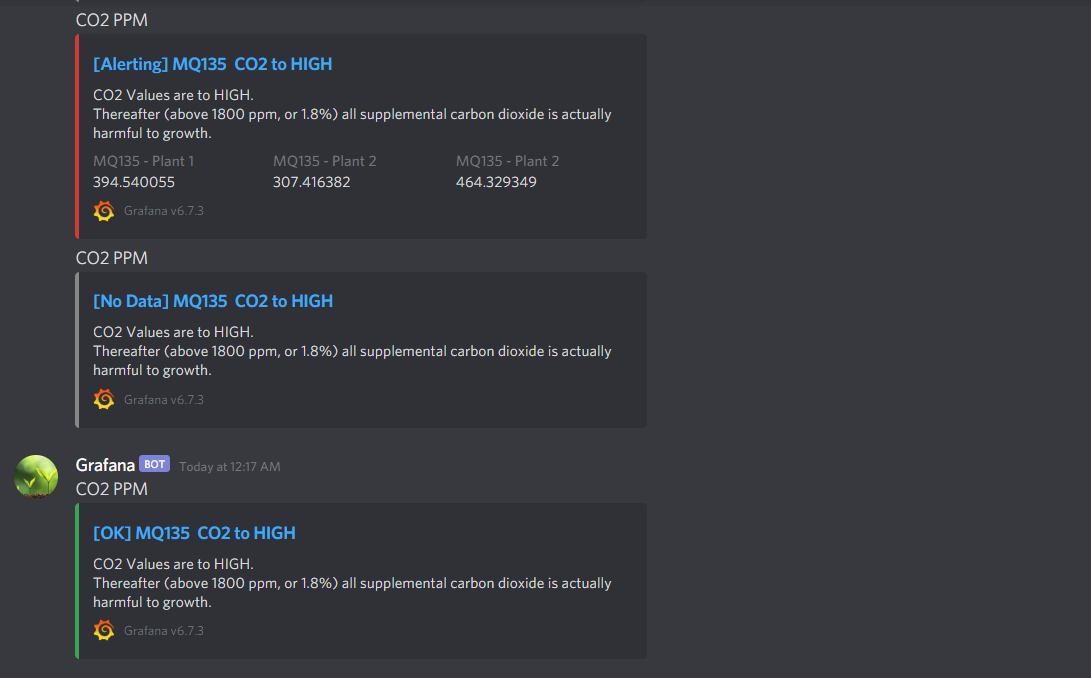 CO2 PPM
[Alerting] MQ135  CO2 to HIGH
CO2 Values are to HIGH.
Thereafter (above 1800 ppm, or 1.8%) all supplemental carbon dioxide is actually
harmful to growth.
MQ135 - Plant 1 MQ135 - Plant 2 MQ135 - Plant 2
394.540055 307.416382 464.329349
Grafana v6.7.3
CO2 PPM
[No Data] MQ135  CO2 to HIGH
CO2 Values are to HIGH.
Thereafter (above 1800 ppm, or 1.8%) all supplemental carbon dioxide is actually
harmful to growth.
Grafana v6.7.3
Grafana BOT Today at 12:17 AM
CO2 PPM
[OK] MQ135  CO2 to HIGH
CO2 Values are to HIGH.
Thereafter (above 1800 ppm, or 1.8%) all supplemental carbon dioxide is actually
harmful to growth.
Grafana v6.7.3